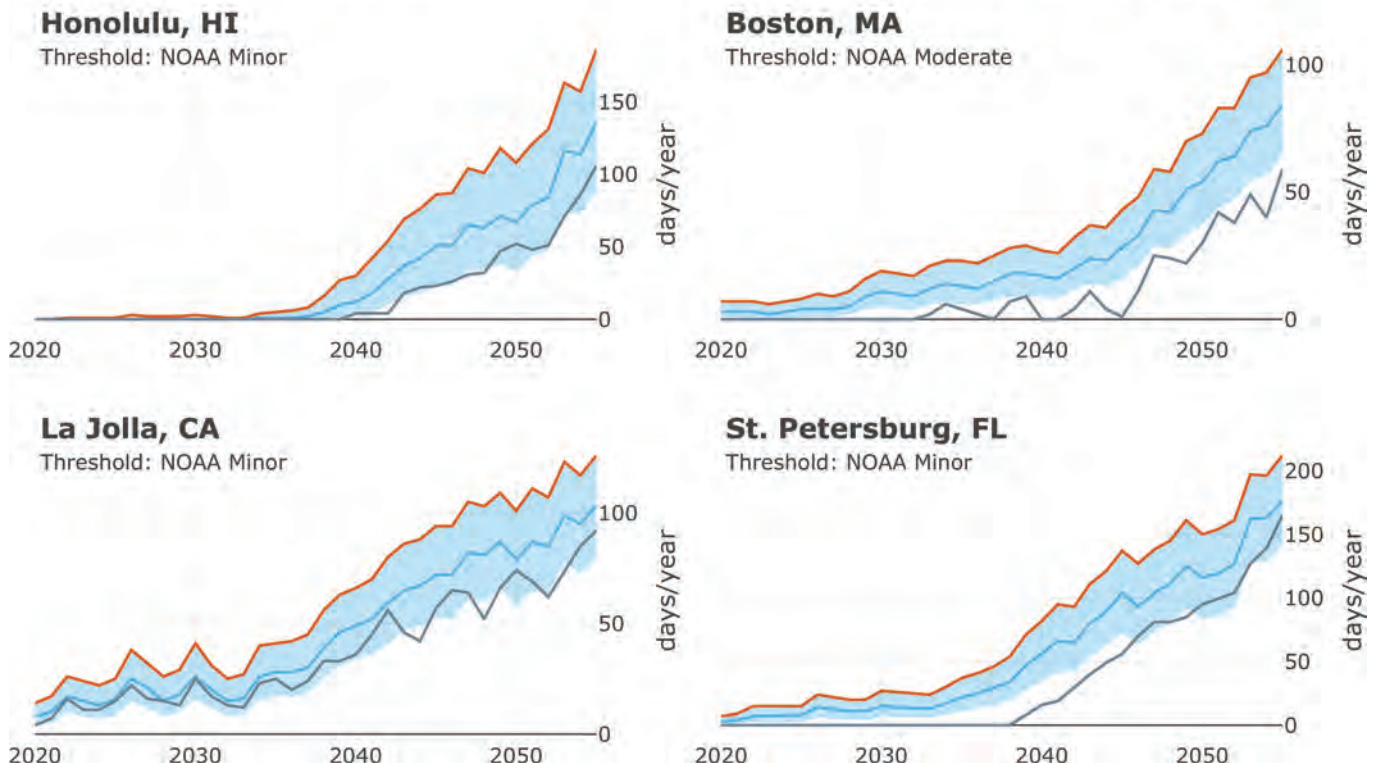 Honolulu, HI
Threshold: NOAA Minor
150
100
50
0
days/year
2020 2030 2040 2050
Boston, MA
Threshold: NOAA Moderate
100
50
0
days/year
2020 2030 2040 2050
La Jolla, CA
Threshold: NOAA Minor
100
50
0
days/year
2020 2030 2040 2050
St. Petersburg, FL
Threshold: NOAA Minor
200
150
100
50
0
days/year
2020 2030 2040 2050